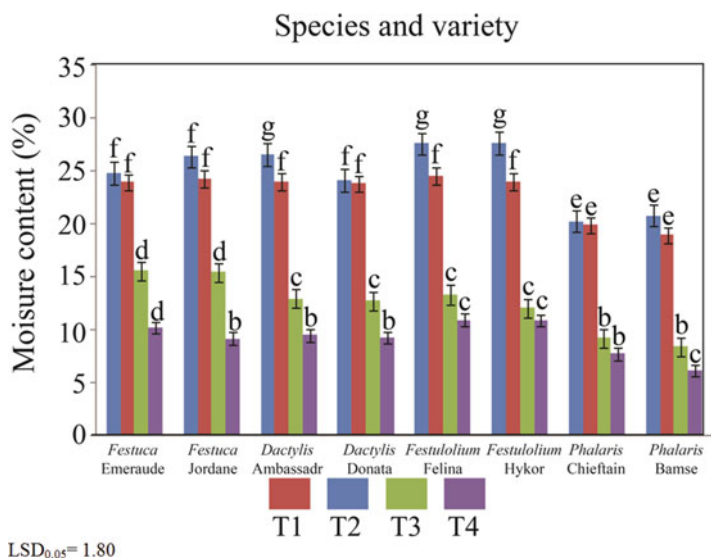 Species and variety
Moisure content (%)
35
30
25
20
15
10
5
0
f f d d
f f d b
g f c b
f f c b
g f c c
g f c c
e e b b
e e b c
Festuca Festuca Dactylis Dactylis Festulolium Festulolium Phalaris Phalaris
Emeraude Jordane Ambassadr Donata Felina Hykor Chieftain Bamse
T1 T2 T3 T4
LSD0.05= 1.80